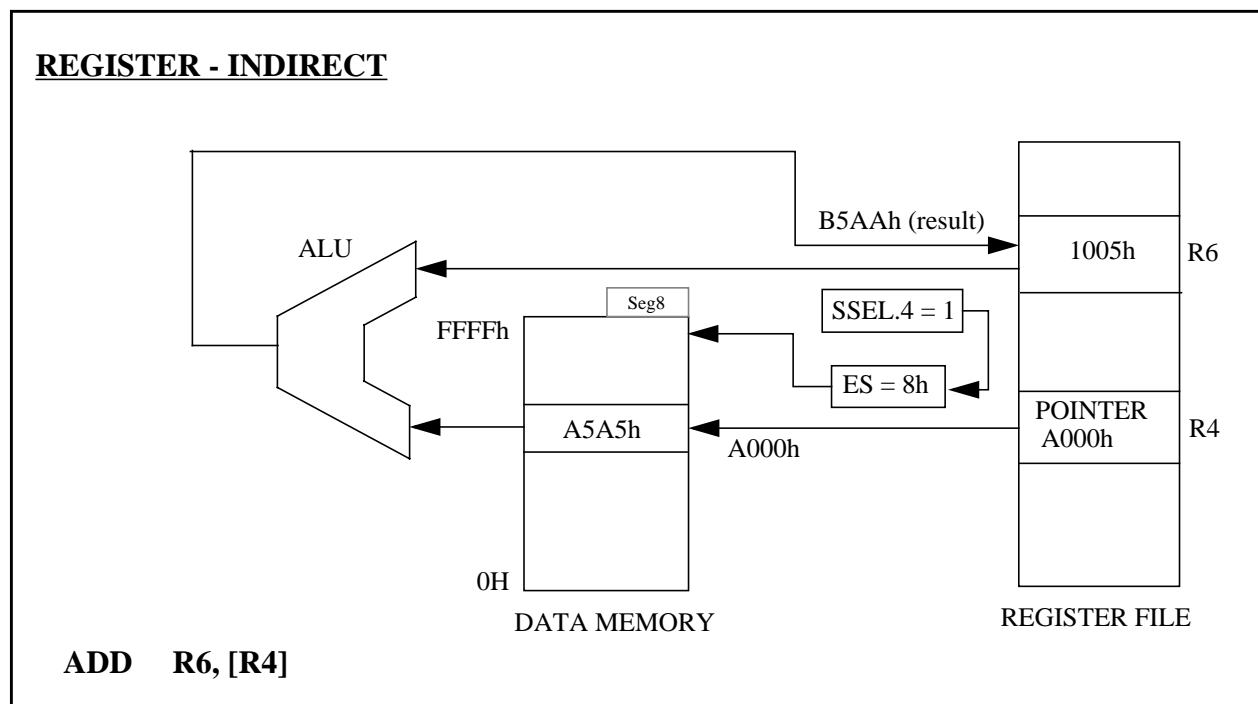 REGISTER - INDIRECT
B5AAh (result)
ALU
1005h
R6
Seg8
SSEL.4 = 1
FFFFh
ES = 8h
POINTER
A000h
R4
A5A5h
A000h
0H
DATA MEMORY
REGISTER FILE
ADD R6, [R4]